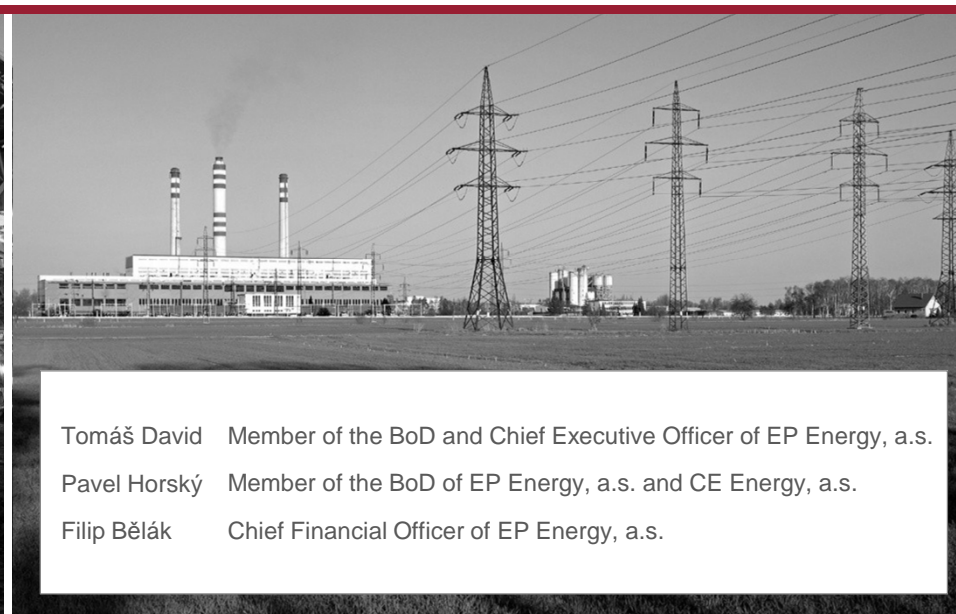 Tomáš David Member of the BoD and Chief Executive Officer of EP Energy, a.s.
Pavel Horský Member of the BoD of EP Energy, a.s. and CE Energy, a.s.
Filip Bělák Chief Financial Officer of EP Energy, a.s.